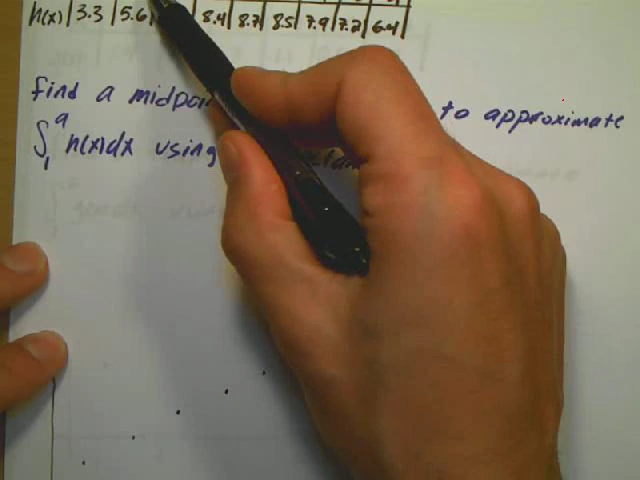 h(x) 3.3 5.6 8.4 8.7 8.5 7.9 7.2 6.4
find a to approximate
∫₁⁹ h(x)dx using